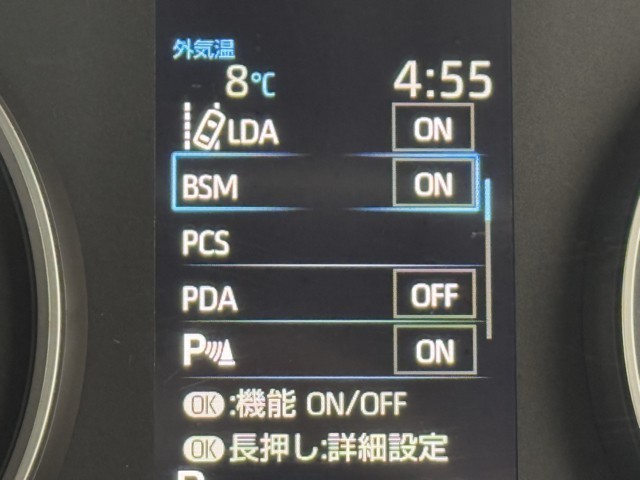 外気温
8℃ 4:55
LDA ON
BSM ON
PCS
PDA OFF
P ON
OK:機能 ON/OFF
OK長押し:詳細設定